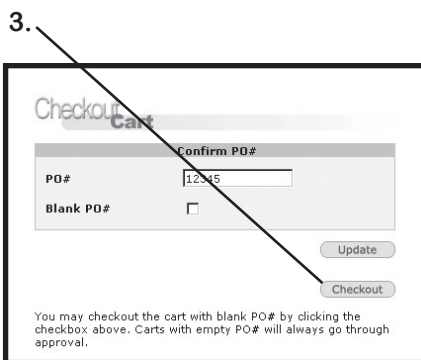 3.
Checkout
Cart
Confirm PO#
PO# 12345
Blank PO#
Update
Checkout
You may checkout the cart with blank PO# by clicking the
checkbox above. Carts with empty PO# will always go through
approval.